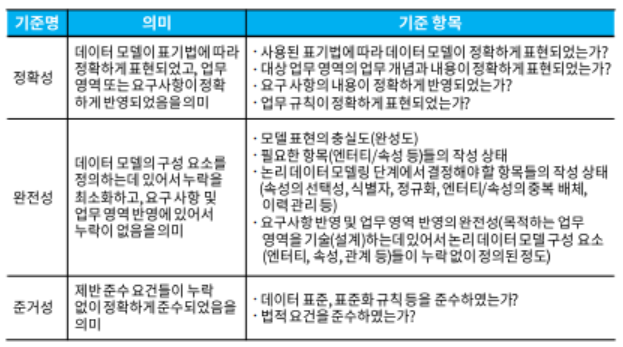 기준명 의미 기준 항목
정확성
데이터 모델이 표기법에 따라
정확하게 표현되었고, 업무
영역 또는 요구사항이 정확
하게 반영되었음을 의미
· 사용된 표기법에 따라 데이터 모델이 정확하게 표현되었는가?
· 대상 업무 영역의 업무 개념과 내용이 정확하게 표현되었는가?
· 요구 사항의 내용이 정확하게 반영되었는가?
· 업무 규칙이 정확하게 표현되었는가?
완전성
데이터 모델의 구성 요소를
정의하는데 있어서 누락을
최소화하고, 요구 사항 및
업무 영역 반영에 있어서
누락이 없음을 의미
· 모델 표현의 충실도(완성도)
· 필요한 항목(엔터티/속성 등)들의 작성 상태
· 논리 데이터 모델링 단계에서 결정해야 할 항목들의 작성 상태
(속성의 선택성, 식별자, 정규화, 엔터티/속성의 중복 배체,
이력 관리 등)
· 요구사항 반영 및 업무 영역 반영의 완전성(목적하는 업무
영역을 기술(설계)하는데 있어서 논리 데이터 모델 구성 요소
(엔터티, 속성, 관계 등)들이 누락 없이 정의된 정도)
준거성
제반 준수 요건들이 누락
없이 정확하게 준수되었음을
의미
· 데이터 표준, 표준화 규칙 등을 준수하였는가?
· 법적 요건을 준수하였는가?